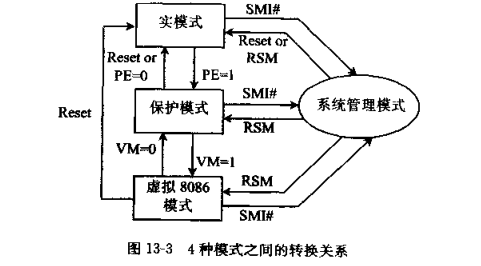 实模式
SMI#
Reset or
RSM
Reset or
PE=0
PE=1
保护模式
SMI#
RSM
系统管理模式
Reset
VM=0
VM=1
虚拟 8086
模式
RSM
SMI#
图 13-3 4 种模式之间的转换关系